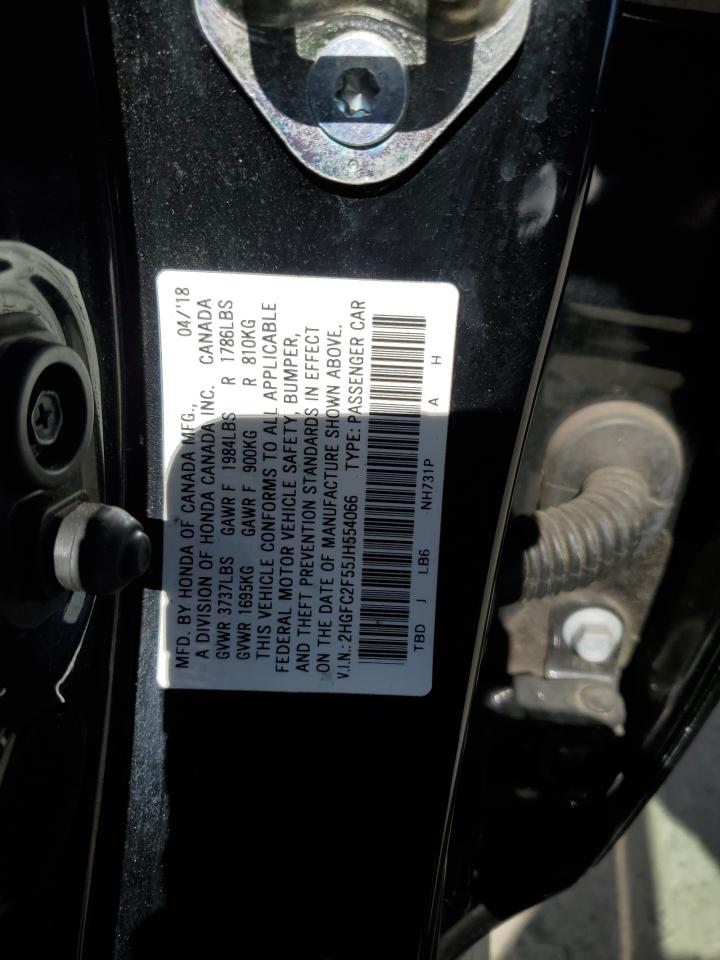 MFD. BY HONDA OF CANADA MFG., 04/'18
A DIVISION OF HONDA CANADA INC. CANADA
GVWR 3737LBS GAWR F 1984LBS R 1786LBS
GVWR 1695KG GAWR F 900KG R 810KG
THIS VEHICLE CONFORMS TO ALL APPLICABLE
FEDERAL MOTOR VEHICLE SAFETY, BUMPER,
AND THEFT PREVENTION STANDARDS IN EFFECT
ON THE DATE OF MANUFACTURE SHOWN ABOVE.
V.I.N.: 2HGFC2F55JH554066 TYPE: PASSENGER CAR
TBD J LB6 NH731P A H